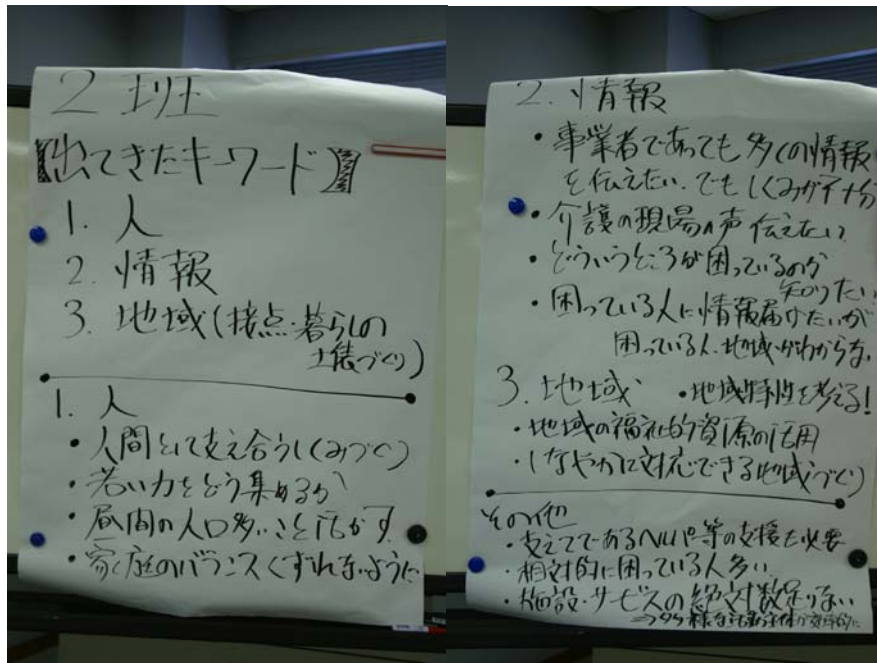 2 班
【出てきたキーワード】
1. 人
2. 情報
3. 地域(接点・暮らしの
土俵づくり)
1. 人
・人間として支え合うしくみづくり
・若い力をどう集めるか
・昼間の人口多いこと活かす
・家庭のバランスくずれないように
2. 情報
・事業者であっても多くの情報
を伝えたい。でもしくみが不十分
・介護の現場の声伝えたい
・どういうところが困っているのか
知りたい
・困っている人に情報届けたいが
困っている人、地域がわからな
3. 地域 ・地域特性を考える!
・地域の福祉的資源の活用
・しなやかに対応できる地域づくり
その他
・支えてであるヘルパー等の支援も必要
・相対的に困っている人多い
・施設・サービスの絶対数足りない